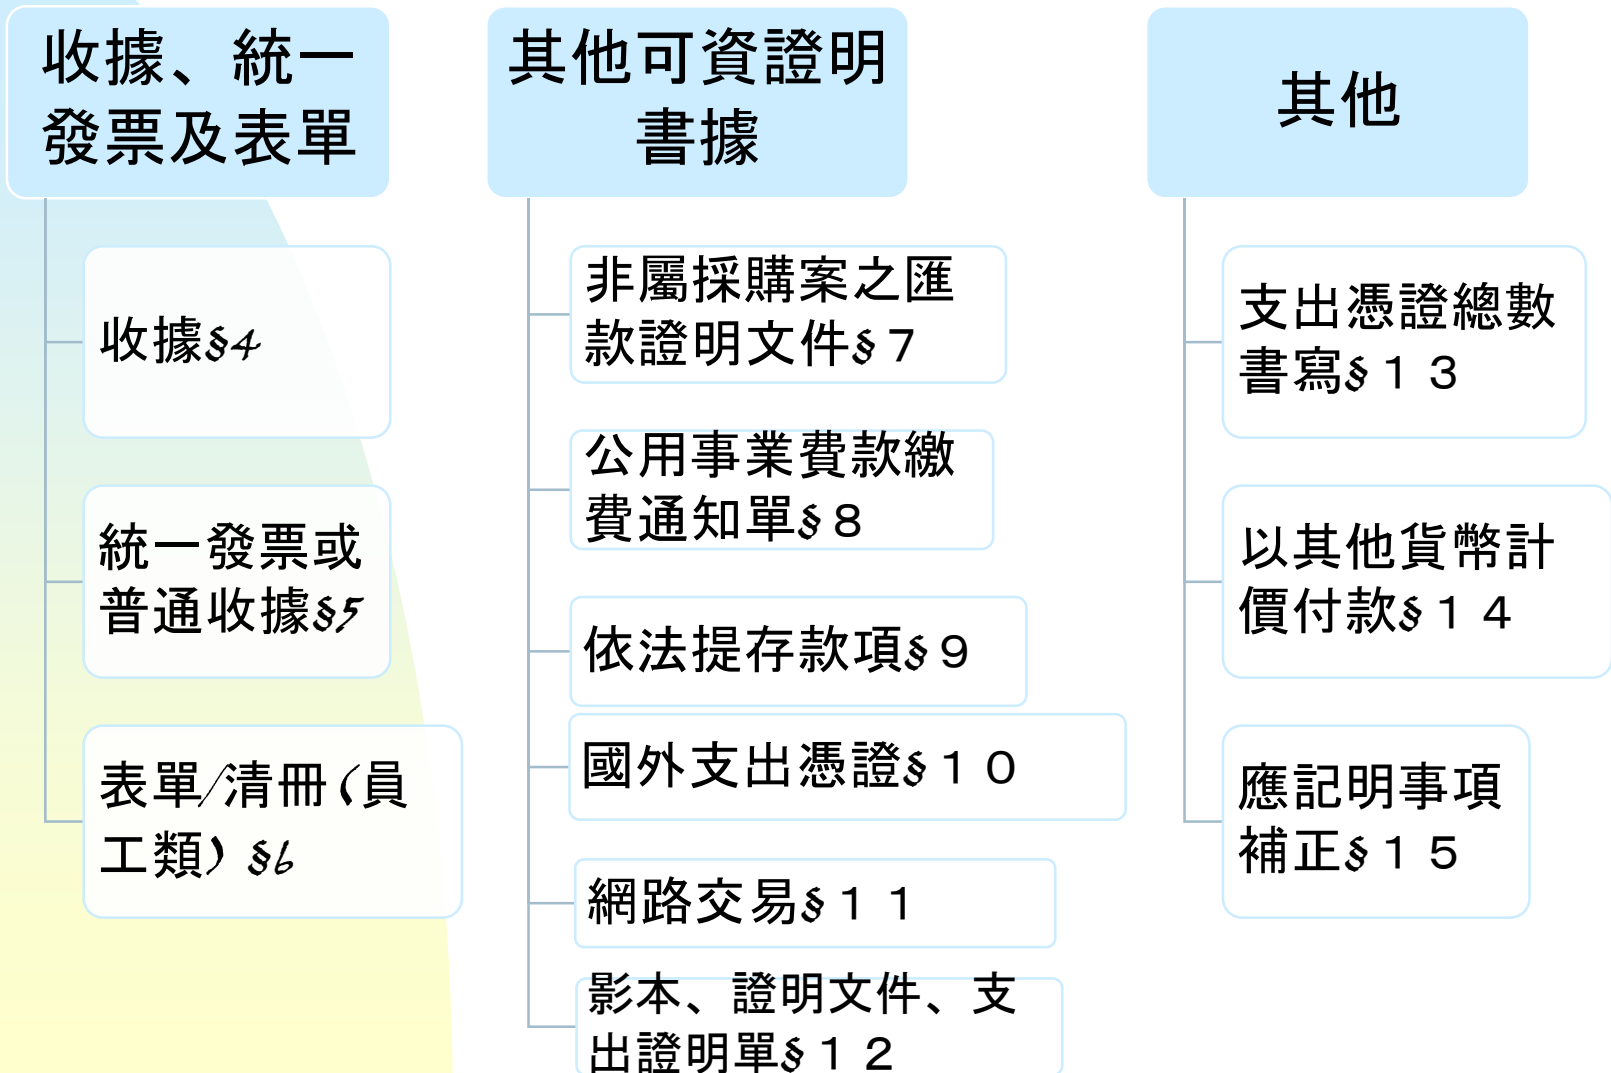 收據、統一
發票及表單
收據§4
統一發票或
普通收據§5
表單/清冊(員
工類) §6
其他可資證明
書據
非屬採購案之匯
款證明文件§７
公用事業費款繳
費通知單§８
依法提存款項§９
國外支出憑證§１０
網路交易§１１
影本、證明文件、支
出證明單§１２
其他
支出憑證總數
書寫§１３
以其他貨幣計
價付款§１４
應記明事項
補正§１５